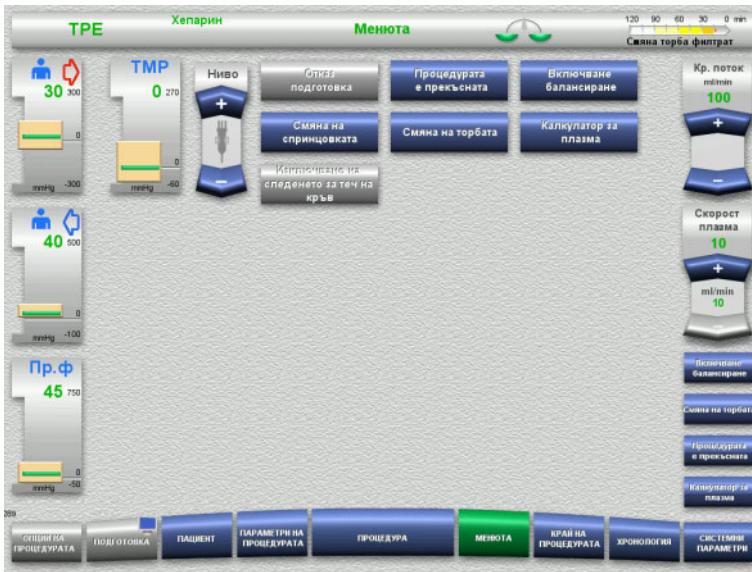 TPE
Хепарин
Менюта
120 90 60 30 0 min
Смяна торба филтрат
30
300
0
-300
mmHg
TMP
0
270
0
-60
mmHg
Ниво
+
−
Отказ
подготовка
Процедурата
е прекъсната
Включване
балансиране
Смяна на
спринцовката
Смяна на торбата
Калкулатор за
плазма
Изключване на
следенето за теч на
кръв
Кр. поток
ml/min
100
+
−
40
500
0
-100
mmHg
Скорост
плазма
10
+
ml/min
10
−
Пр.ф
45
750
0
-50
mmHg
Включване
балансиране
Смяна на торбата
Процедурата
е прекъсната
Калкулатор за
плазма
289
ОПЦИИ НА
ПРОЦЕДУРАТА
ПОДГОТОВКА
ПАЦИЕНТ
ПАРАМЕТРИ НА
ПРОЦЕДУРАТА
ПРОЦЕДУРА
МЕНЮТА
КРАЙ НА
ПРОЦЕДУРАТА
ХРОНОЛОГИЯ
СИСТЕМНИ
ПАРАМЕТРИ